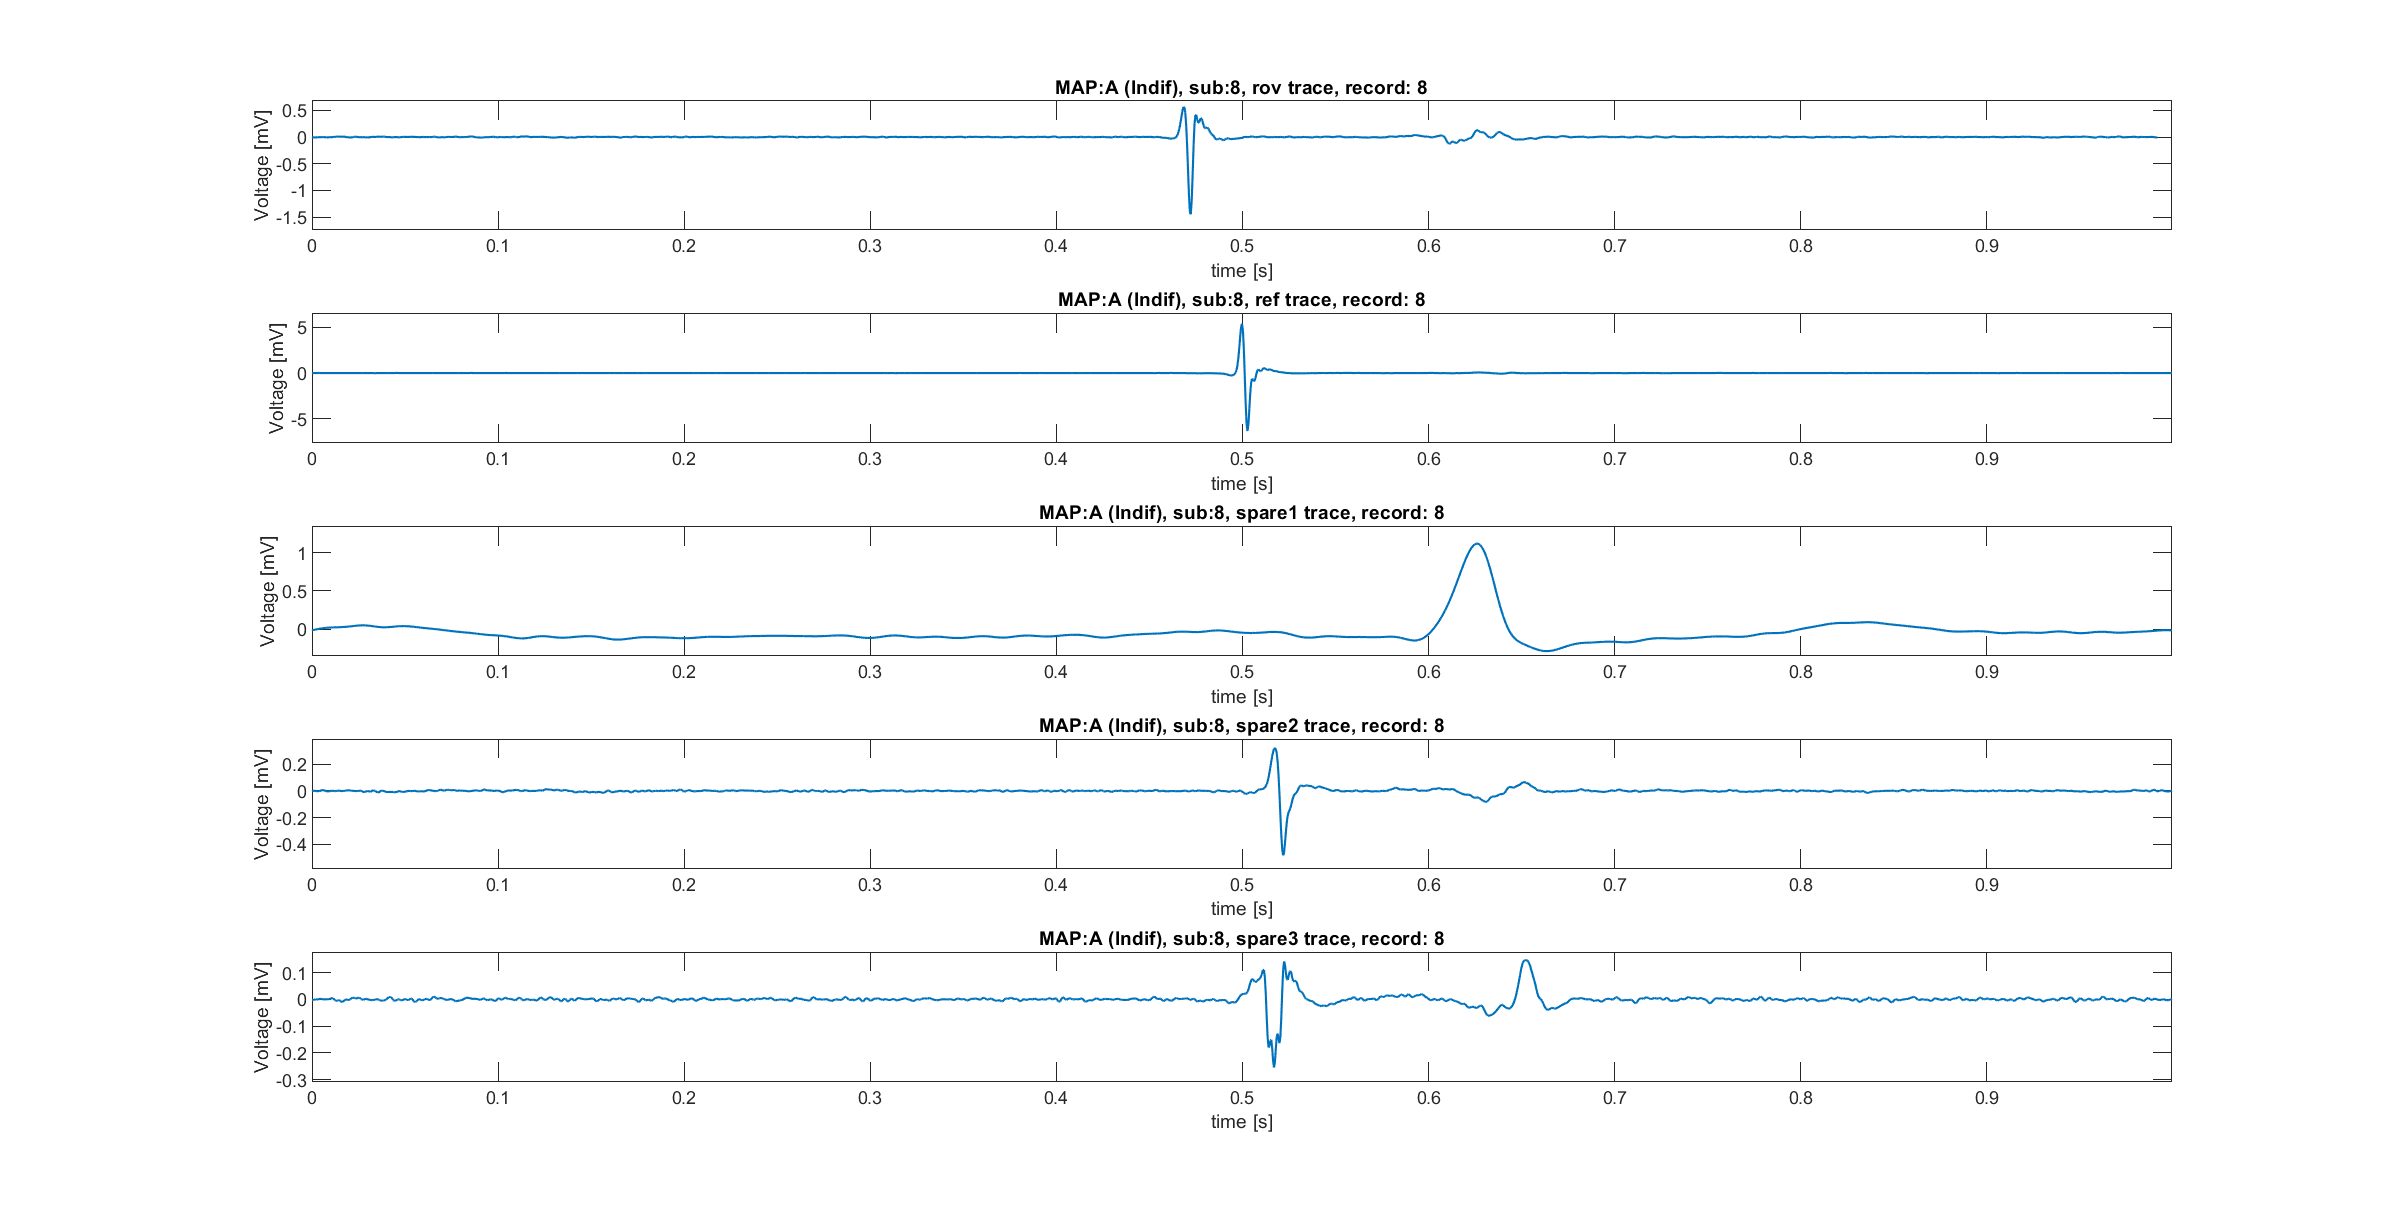 MAP:A (Indif), sub:8, rov trace, record: 8
Voltage [mV]
0.5
0
-0.5
-1
-1.5
0 0.1 0.2 0.3 0.4 0.5 0.6 0.7 0.8 0.9
time [s]
MAP:A (Indif), sub:8, ref trace, record: 8
Voltage [mV]
5
0
-5
0 0.1 0.2 0.3 0.4 0.5 0.6 0.7 0.8 0.9
time [s]
MAP:A (Indif), sub:8, spare1 trace, record: 8
Voltage [mV]
1
0.5
0
0 0.1 0.2 0.3 0.4 0.5 0.6 0.7 0.8 0.9
time [s]
MAP:A (Indif), sub:8, spare2 trace, record: 8
Voltage [mV]
0.2
0
-0.2
-0.4
0 0.1 0.2 0.3 0.4 0.5 0.6 0.7 0.8 0.9
time [s]
MAP:A (Indif), sub:8, spare3 trace, record: 8
Voltage [mV]
0.1
0
-0.1
-0.2
-0.3
0 0.1 0.2 0.3 0.4 0.5 0.6 0.7 0.8 0.9
time [s]